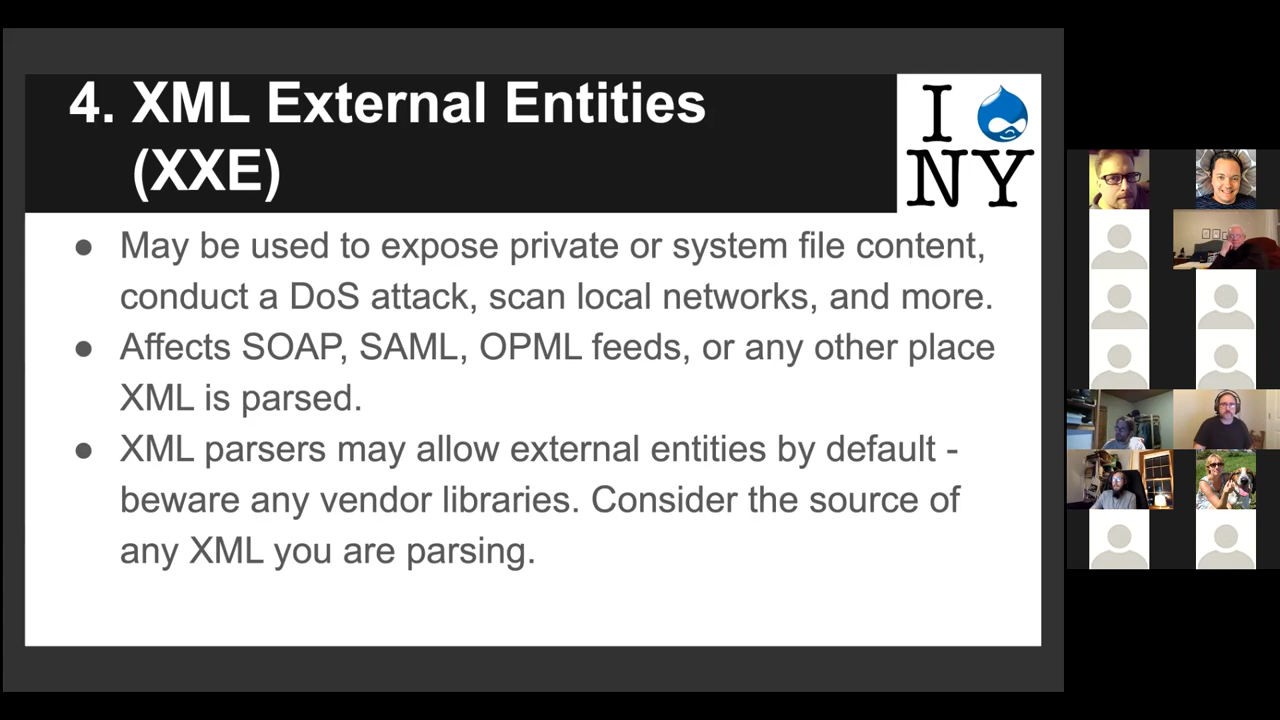 4. XML External Entities
(XXE)
I
NY
● May be used to expose private or system file content,
conduct a DoS attack, scan local networks, and more.
● Affects SOAP, SAML, OPML feeds, or any other place
XML is parsed.
● XML parsers may allow external entities by default -
beware any vendor libraries. Consider the source of
any XML you are parsing.